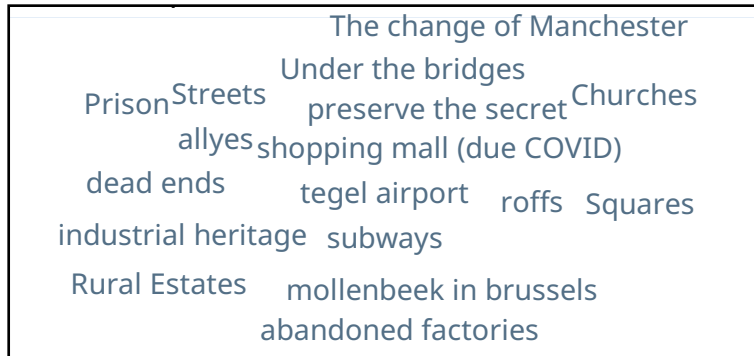 The change of Manchester
Under the bridges
Prison Streets preserve the secret Churches
allyes shopping mall (due COVID)
dead ends tegel airport roffs Squares
industrial heritage subways
Rural Estates mollenbeek in brussels
abandoned factories